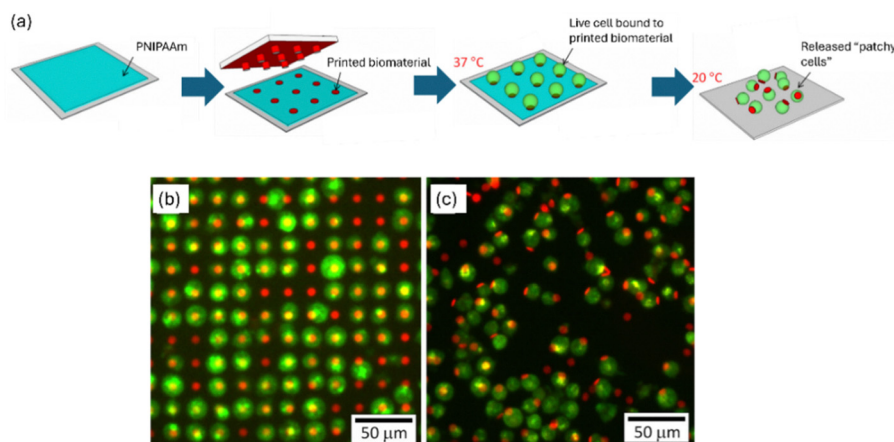 (a)
PNIPAAm
Printed biomaterial
37 °C
Live cell bound to
printed biomaterial
20 °C
Released “patchy
cells”
(b)
50 μm
(c)
50 μm